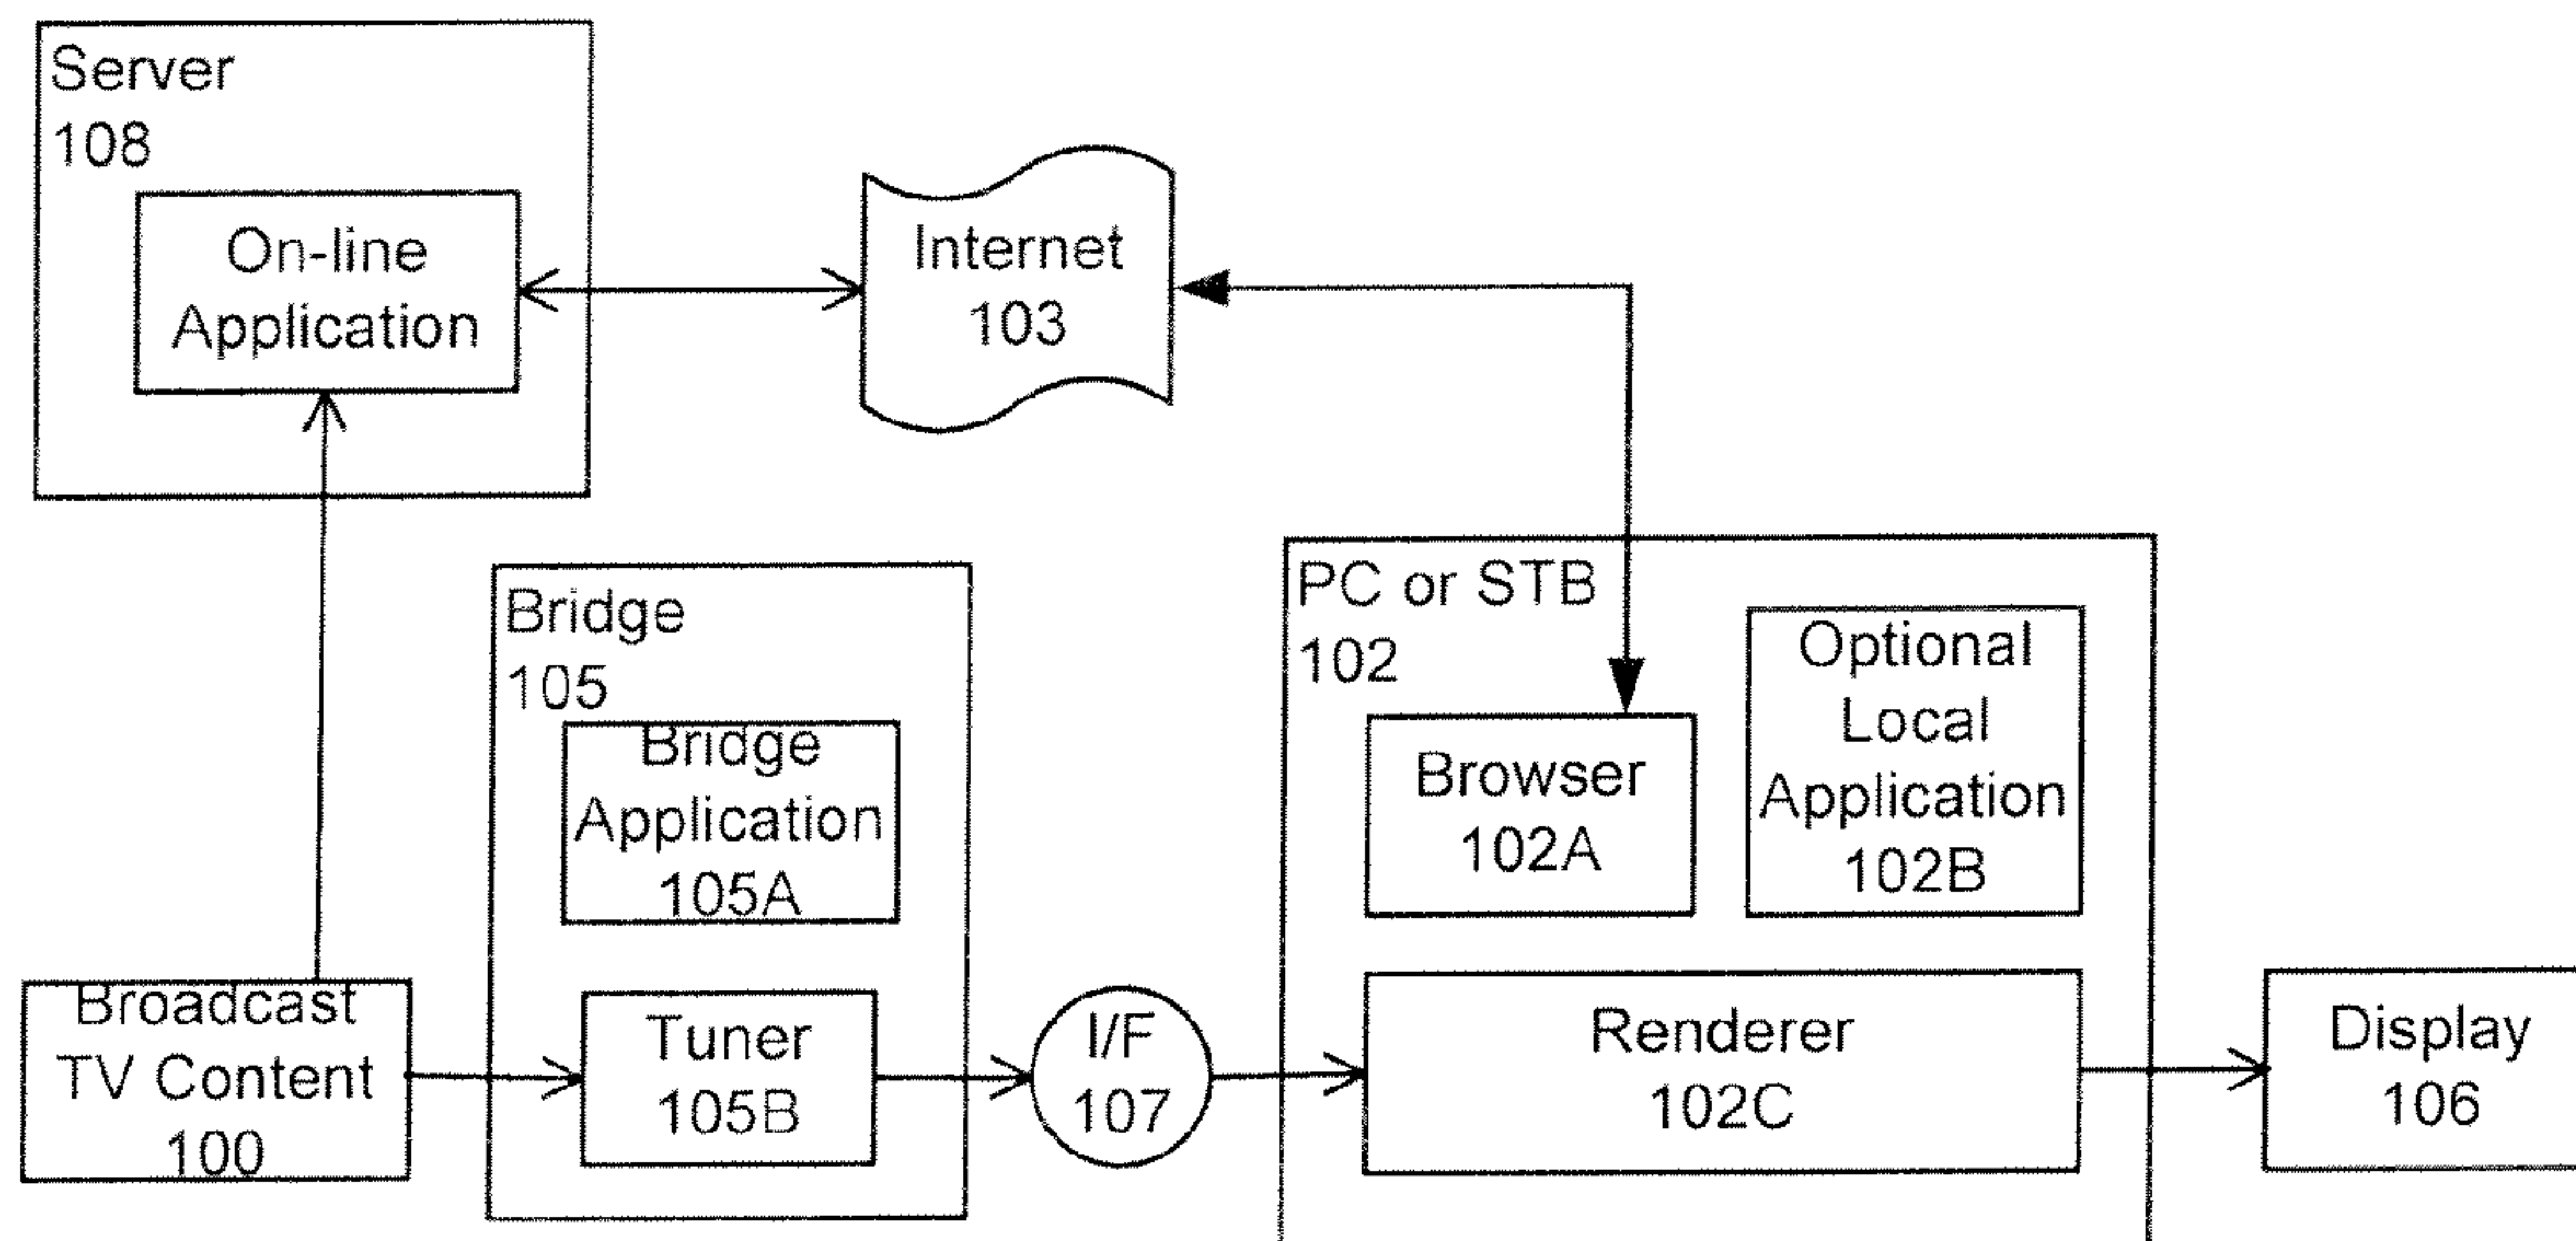 Server
108
On-line
Application
Internet
103
Bridge
105
Bridge
Application
105A
PC or STB
102
Browser
102A
Optional
Local
Application
102B
Broadcast
TV Content
100
Tuner
105B
I/F
107
Renderer
102C
Display
106